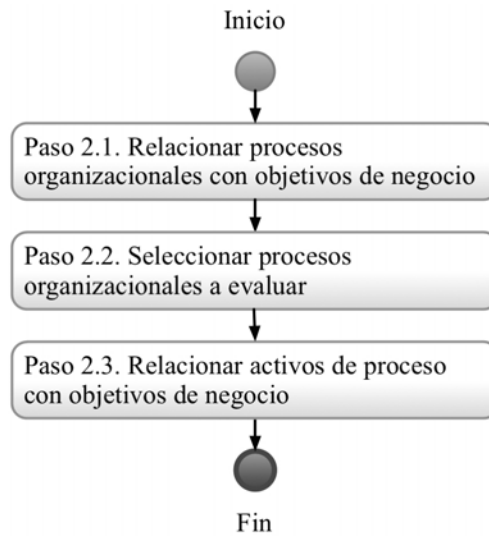 Inicio
Paso 2.1. Relacionar procesos
organizacionales con objetivos de negocio
Paso 2.2. Seleccionar procesos
organizacionales a evaluar
Paso 2.3. Relacionar activos de proceso
con objetivos de negocio
Fin